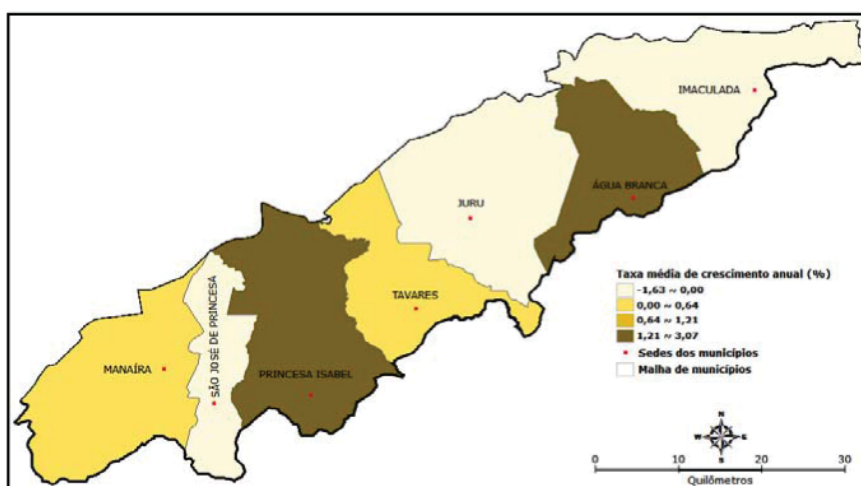 IMACULADA
ÁGUA BRANCA
JURU
TAVARES
SÃO JOSÉ DE PRINCESA
MANAÍRA
PRINCESA ISABEL
Taxa média de crescimento anual (%)
-1,63 ~ 0,00
0,00 ~ 0,64
0,64 ~ 1,21
1,21 ~ 3,07
Sedes dos municípios
Malha de municípios
N
W E
S
0 10 20 30
Quilômetros